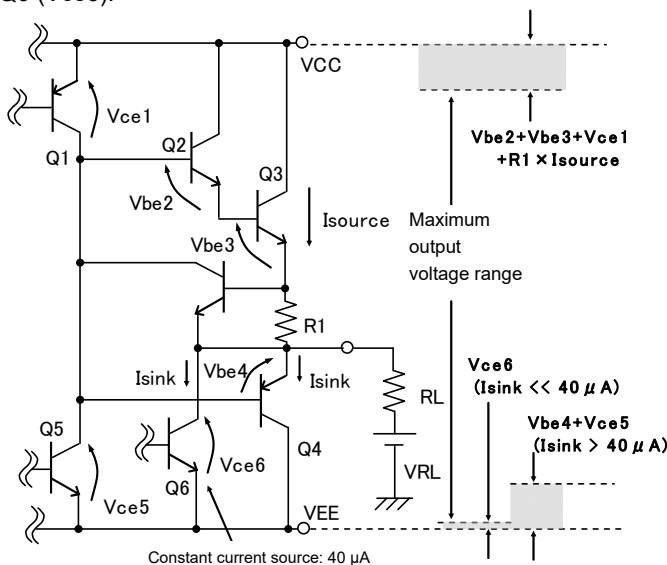 Q6 (Vce6).
VCC
Vce1
Q2
Q1
Q3
Vbe2+Vbe3+Vce1
+R1×Isource
Vbe2
Isource
Maximum
output
voltage range
Vbe3
R1
Vce6
(Isink << 40 μA)
Isink
Vbe4
Isink
RL
Vbe4+Vce5
(Isink > 40 μA)
Q5
Q4
VRL
Vce5
Vce6
Q6
VEE
Constant current source: 40 μA